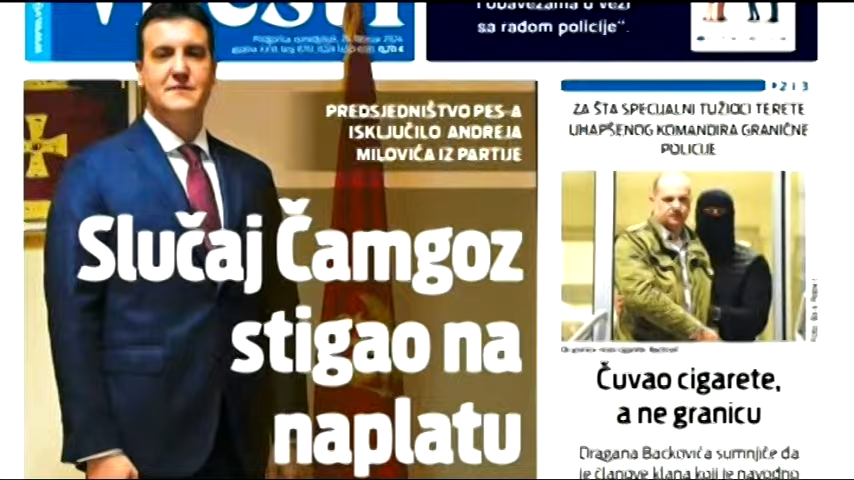 Vijesti
i obavezama u vezi
sa radom policije“.
0,70 €
PREDSJEDNIŠTVO PES-A
ISKLJUČILO ANDREJA
MILOVIĆA IZ PARTIJE
Slučaj Čamgoz
stigao na
naplatu
2 i 3
ZA ŠTA SPECIJALNI TUŽIOCI TERETE
UHAPŠENOG KOMANDIRA GRANIČNE
POLICIJE
Čuvao cigarete,
a ne granicu
Dragana Backovića sumnjiče da
je članove klana koji je navodno